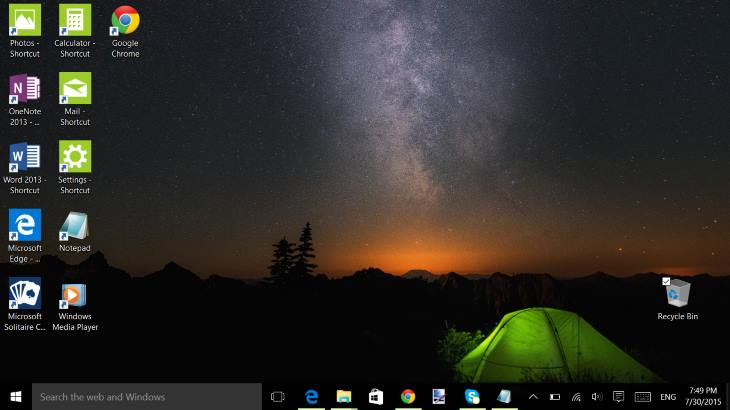 Photos -
Shortcut
Calculator -
Shortcut
Google
Chrome
OneNote
2013 - ...
Mail -
Shortcut
Word 2013 -
Shortcut
Settings -
Shortcut
Microsoft
Edge - ...
Notepad
Microsoft
Solitaire C...
Windows
Media Player
Recycle Bin
Search the web and Windows
ENG
7:49 PM
7/30/2015